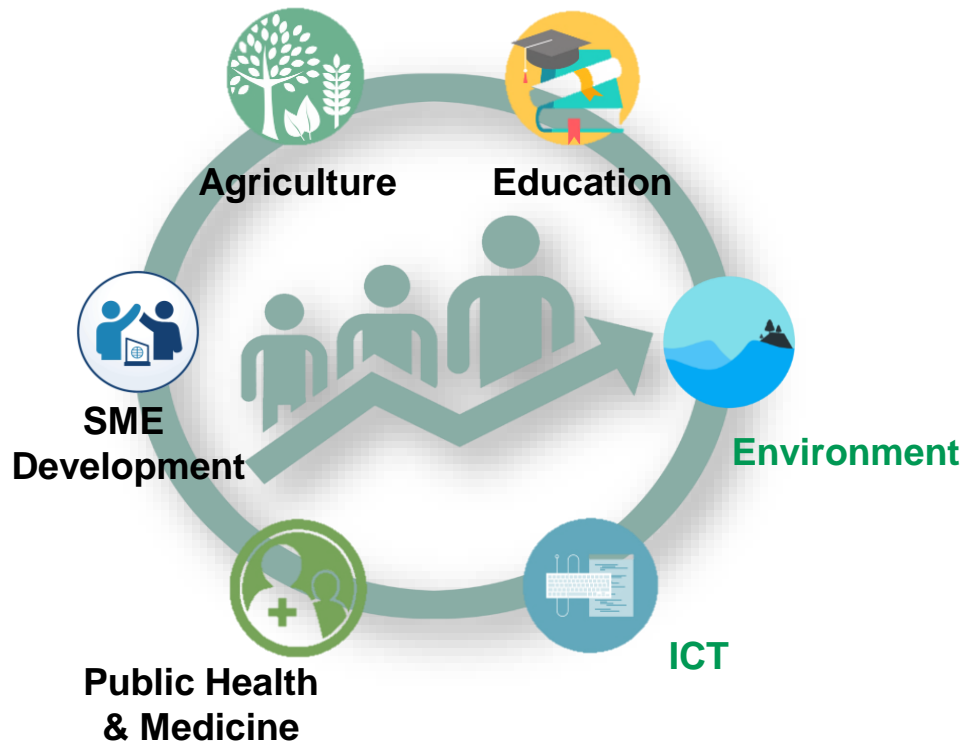 Agriculture
Education
SME
Development
Environment
ICT
Public Health
& Medicine